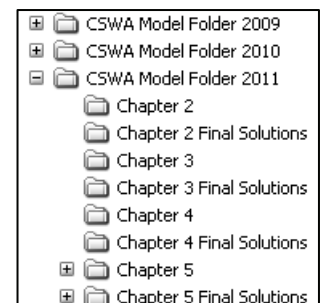 CSWA Model Folder 2009
CSWA Model Folder 2010
CSWA Model Folder 2011
Chapter 2
Chapter 2 Final Solutions
Chapter 3
Chapter 3 Final Solutions
Chapter 4
Chapter 4 Final Solutions
Chapter 5
Chapter 5 Final Solutions